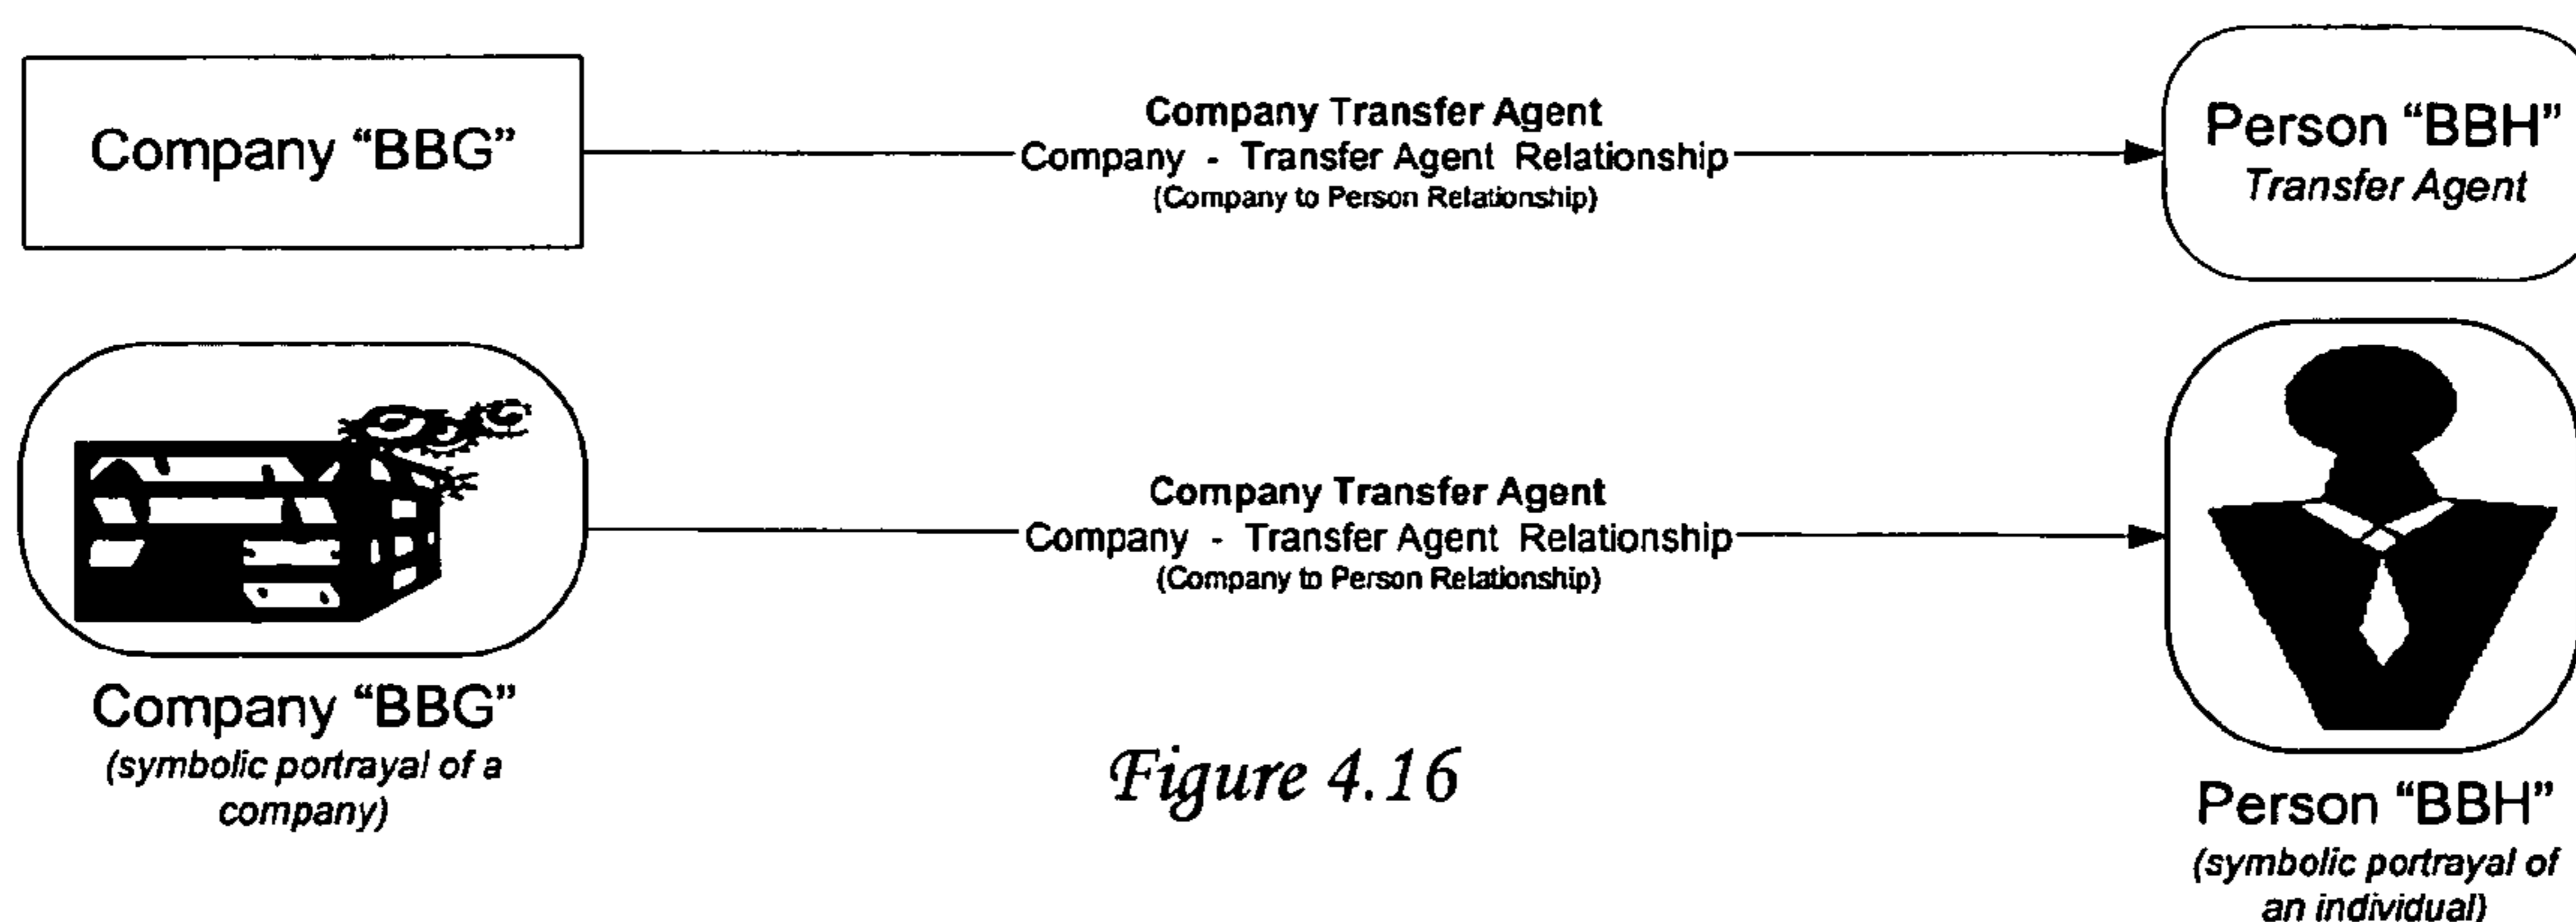 Company “BBG”
Company Transfer Agent
Company - Transfer Agent Relationship
(Company to Person Relationship)
Person “BBH”
Transfer Agent
Company Transfer Agent
Company - Transfer Agent Relationship
(Company to Person Relationship)
Company “BBG”
(symbolic portrayal of a
company)
Figure 4.16
Person “BBH”
(symbolic portrayal of
an individual)